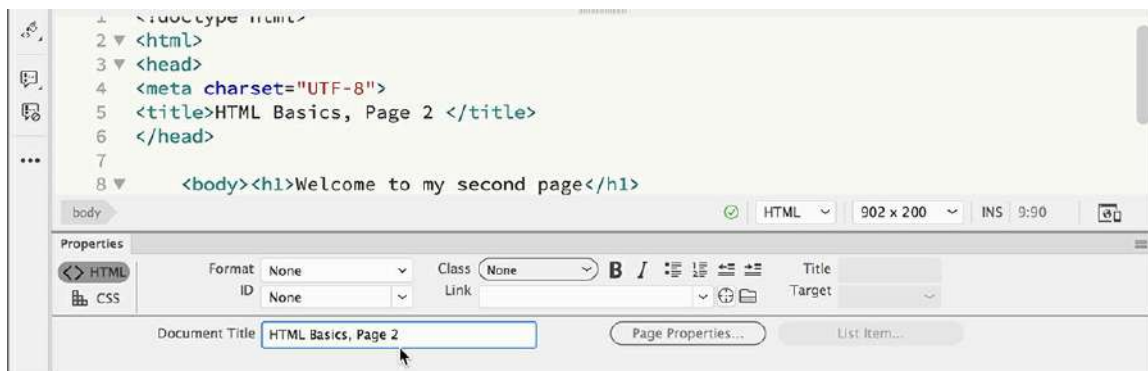 1 <!doctype html>
2 <html>
3 <head>
4 <meta charset="UTF-8">
5 <title>HTML Basics, Page 2 </title>
6 </head>
7
8 <body><h1>Welcome to my second page</h1>
body HTML 902 x 200 INS 9:90
Properties
<> HTML Format None Class None B I Title
CSS ID None Link Target
Document Title HTML Basics, Page 2 Page Properties... List Item...